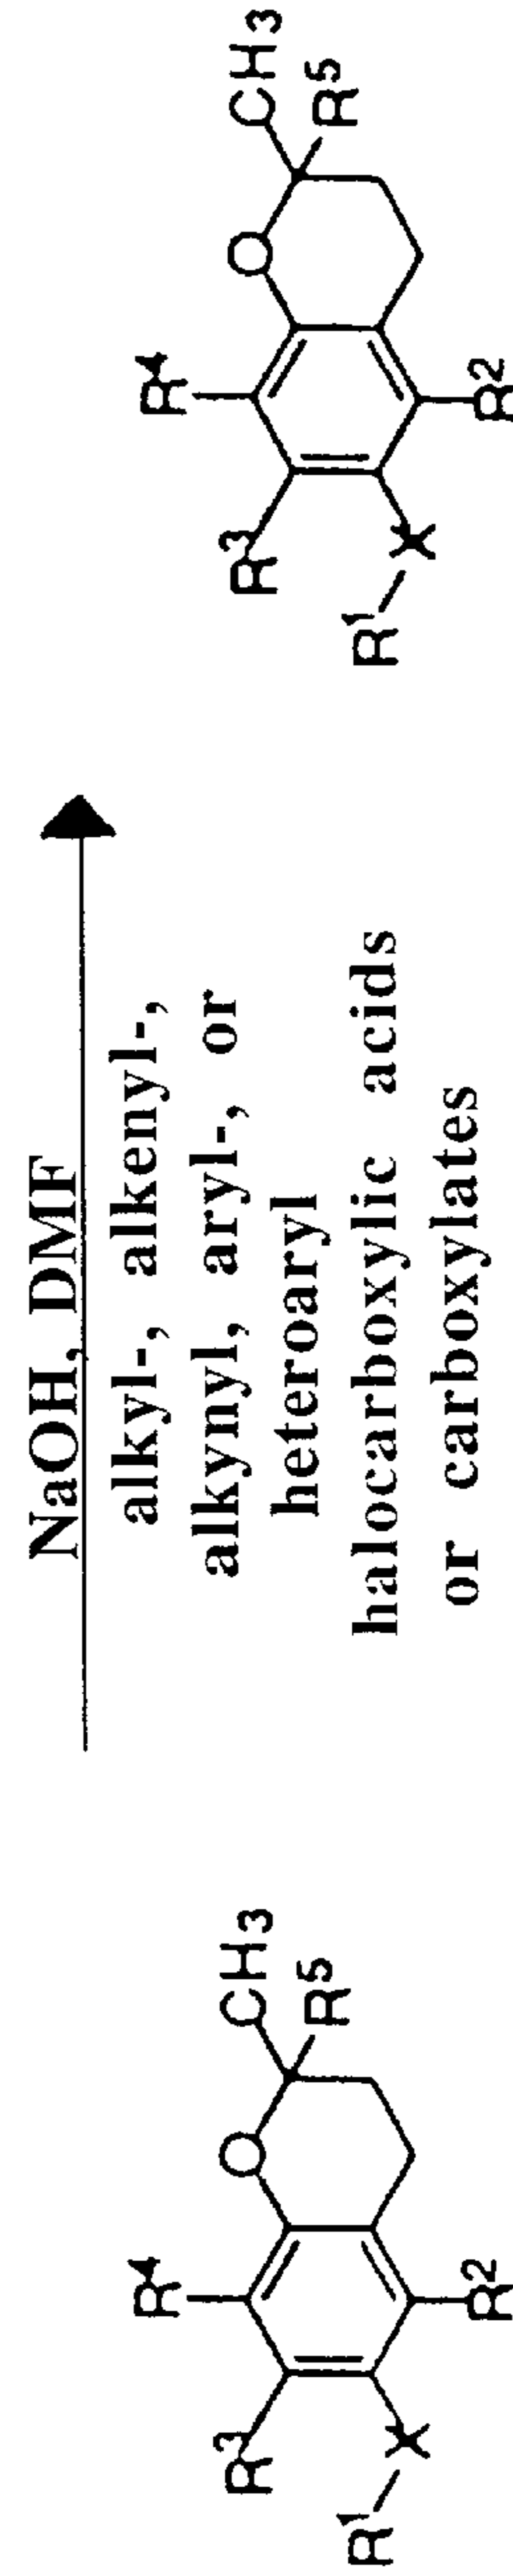 NaOH, DMF
alkyl-, alkenyl-,
alkynyl, aryl-, or
heteroaryl
halocarboxylic acids
or carboxylates
R4
R3
O
CH3
R5
R1
X
R2
R4
R3
O
CH3
R5
R1
X
R2